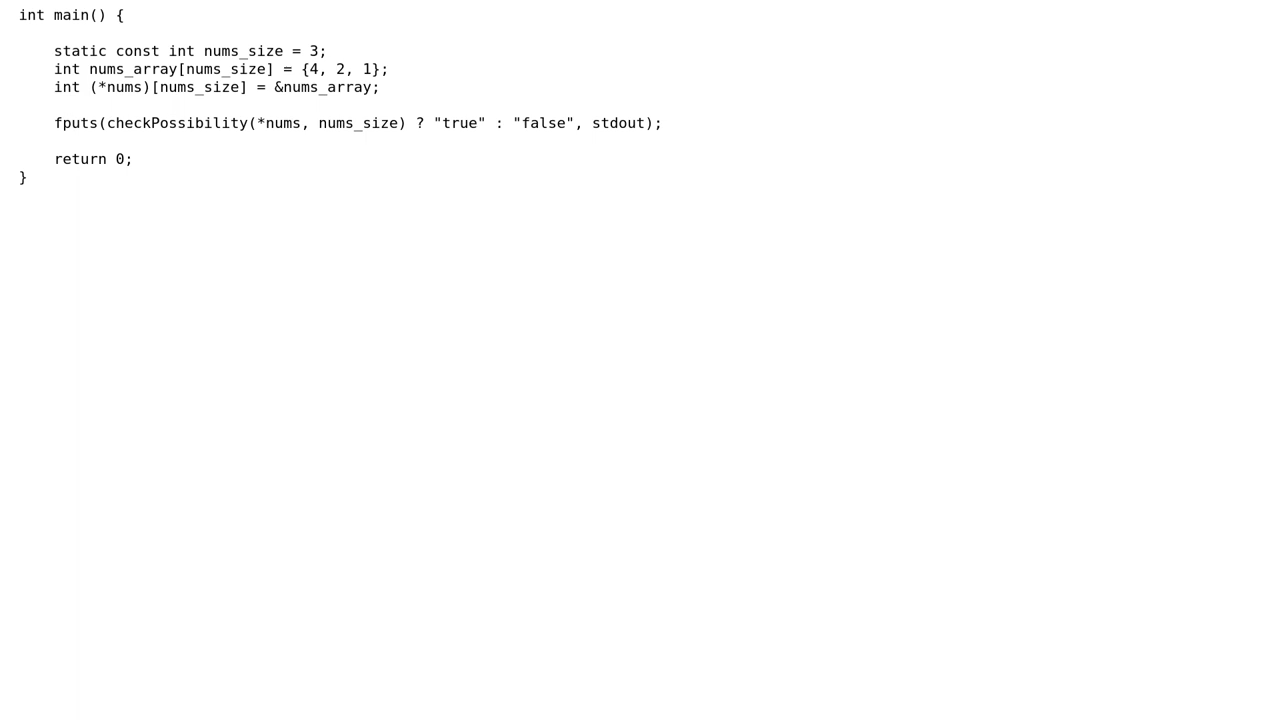 int main() {
    static const int nums_size = 3;
    int nums_array[nums_size] = {4, 2, 1};
    int (*nums)[nums_size] = &nums_array;
    fputs(checkPossibility(*nums, nums_size) ? "true" : "false", stdout);
    return 0;
}